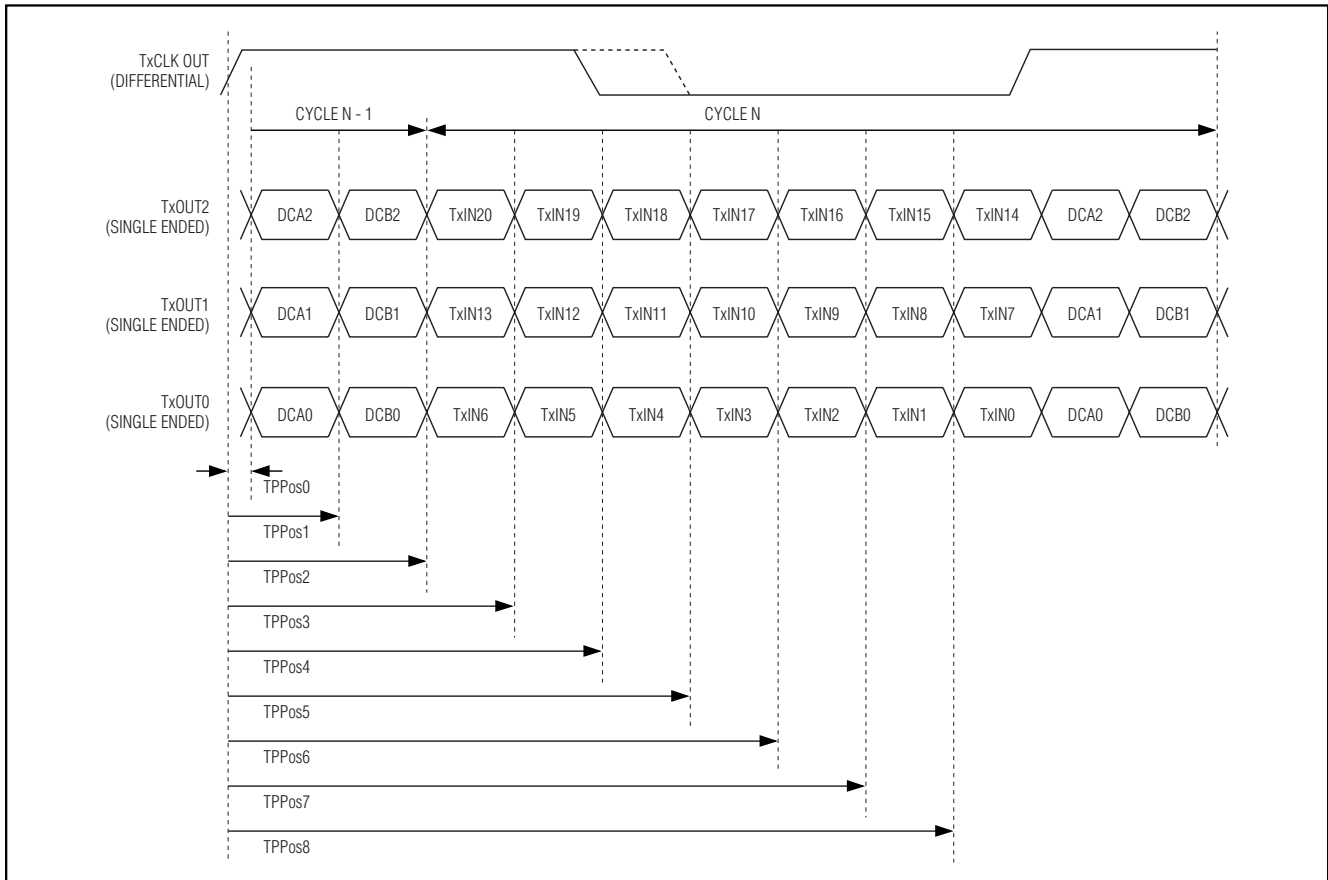 TxCLK OUT
(DIFFERENTIAL)
CYCLE N - 1 CYCLE N
TxOUT2
(SINGLE ENDED)
DCA2 DCB2 TxIN20 TxIN19 TxIN18 TxIN17 TxIN16 TxIN15 TxIN14 DCA2 DCB2
TxOUT1
(SINGLE ENDED)
DCA1 DCB1 TxIN13 TxIN12 TxIN11 TxIN10 TxIN9 TxIN8 TxIN7 DCA1 DCB1
TxOUT0
(SINGLE ENDED)
DCA0 DCB0 TxIN6 TxIN5 TxIN4 TxIN3 TxIN2 TxIN1 TxIN0 DCA0 DCB0
TPPos0
TPPos1
TPPos2
TPPos3
TPPos4
TPPos5
TPPos6
TPPos7
TPPos8